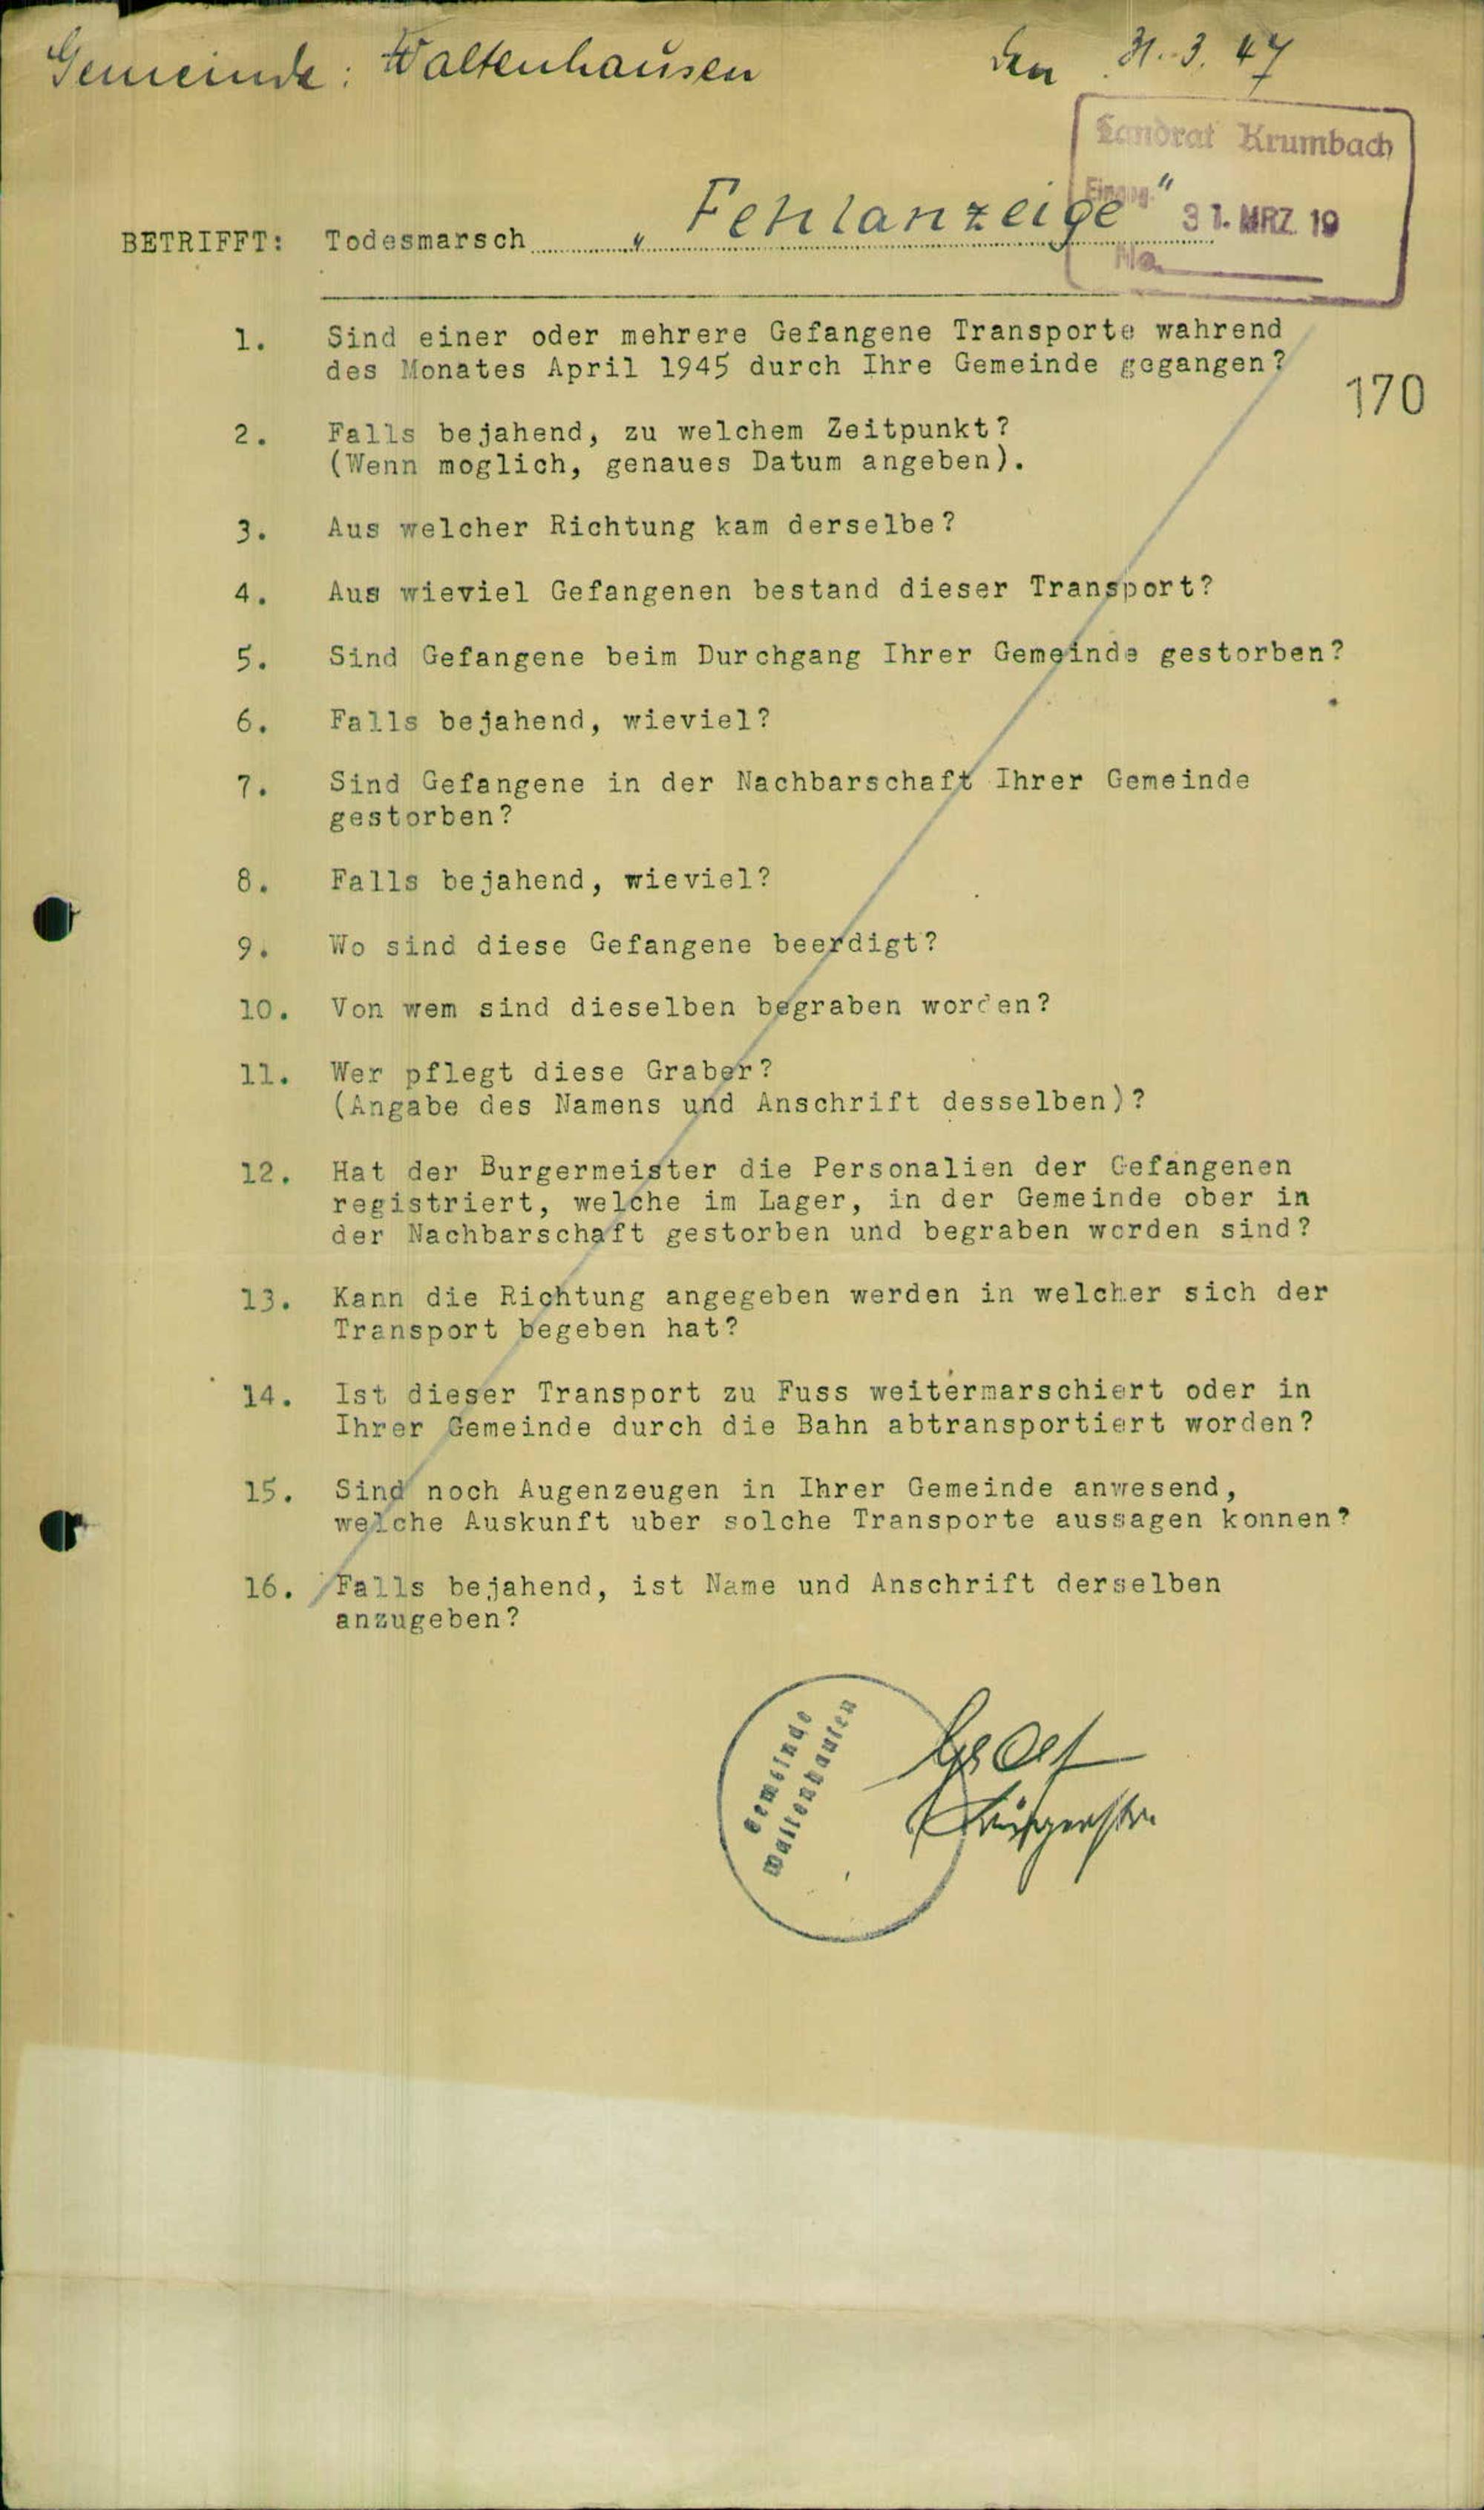 Gemeinde: Waltenhausen den 31.3.47
Landrat Krumbach
Eingng.
31. MRZ. 19
No.
BETRIFFT: Todesmarsch „Fehlanzeige"
1. Sind einer oder mehrere Gefangene Transporte wahrend
des Monates April 1945 durch Ihre Gemeinde gegangen?
170
2. Falls bejahend, zu welchem Zeitpunkt?
(Wenn moglich, genaues Datum angeben).
3. Aus welcher Richtung kam derselbe?
4. Aus wieviel Gefangenen bestand dieser Transport?
5. Sind Gefangene beim Durchgang Ihrer Gemeinde gestorben?
6. Falls bejahend, wieviel?
7. Sind Gefangene in der Nachbarschaft Ihrer Gemeinde
gestorben?
8. Falls bejahend, wieviel?
9. Wo sind diese Gefangene beerdigt?
10. Von wem sind dieselben begraben worden?
11. Wer pflegt diese Graber?
(Angabe des Namens und Anschrift desselben)?
12. Hat der Burgermeister die Personalien der Gefangenen
registriert, welche im Lager, in der Gemeinde ober in
der Nachbarschaft gestorben und begraben worden sind?
13. Kann die Richtung angegeben werden in welcher sich der
Transport begeben hat?
14. Ist dieser Transport zu Fuss weitermarschiert oder in
Ihrer Gemeinde durch die Bahn abtransportiert worden?
15. Sind noch Augenzeugen in Ihrer Gemeinde anwesend,
welche Auskunft uber solche Transporte aussagen konnen?
16. Falls bejahend, ist Name und Anschrift derselben
anzugeben?
Gemeinde
Waltenhausen